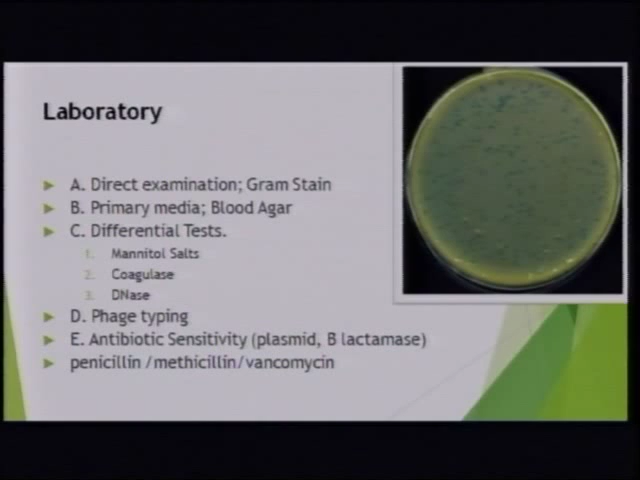 Laboratory
A. Direct examination; Gram Stain
B. Primary media; Blood Agar
C. Differential Tests.
1. Mannitol Salts
2. Coagulase
3. DNase
D. Phage typing
E. Antibiotic Sensitivity (plasmid, B lactamase)
penicillin /methicillin/vancomycin